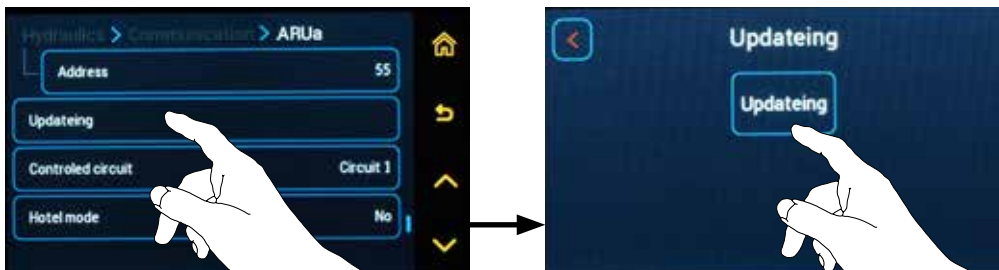 Hydraulics > Communication > ARUa
Address 55
Updateing
Controled circuit Circuit 1
Hotel mode No
Updateing
Updateing